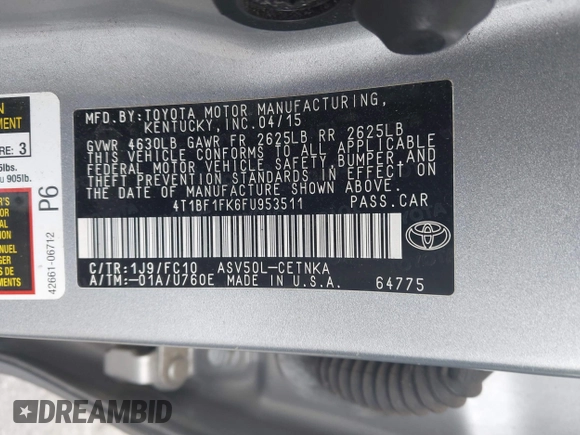 MFD.BY:TOYOTA MOTOR MANUFACTURING,
KENTUCKY, INC.04/15
GVWR 4630LB GAWR FR 2625LB RR 2625LB
THIS VEHICLE CONFORMS TO ALL APPLICABLE
FEDERAL MOTOR VEHICLE SAFETY, BUMPER, AND
THEFT PREVENTION STANDARDS IN EFFECT ON
THE DATE OF MANUFACTURE SHOWN ABOVE.
4T1BF1FK6FU953511 PASS.CAR
C/TR:1J9/FC10 ASV50L-CETNKA
A/TM:-01A/U760E MADE IN U.S.A. 64775
3
905lb.
P6
42661-06712
DREAMBID